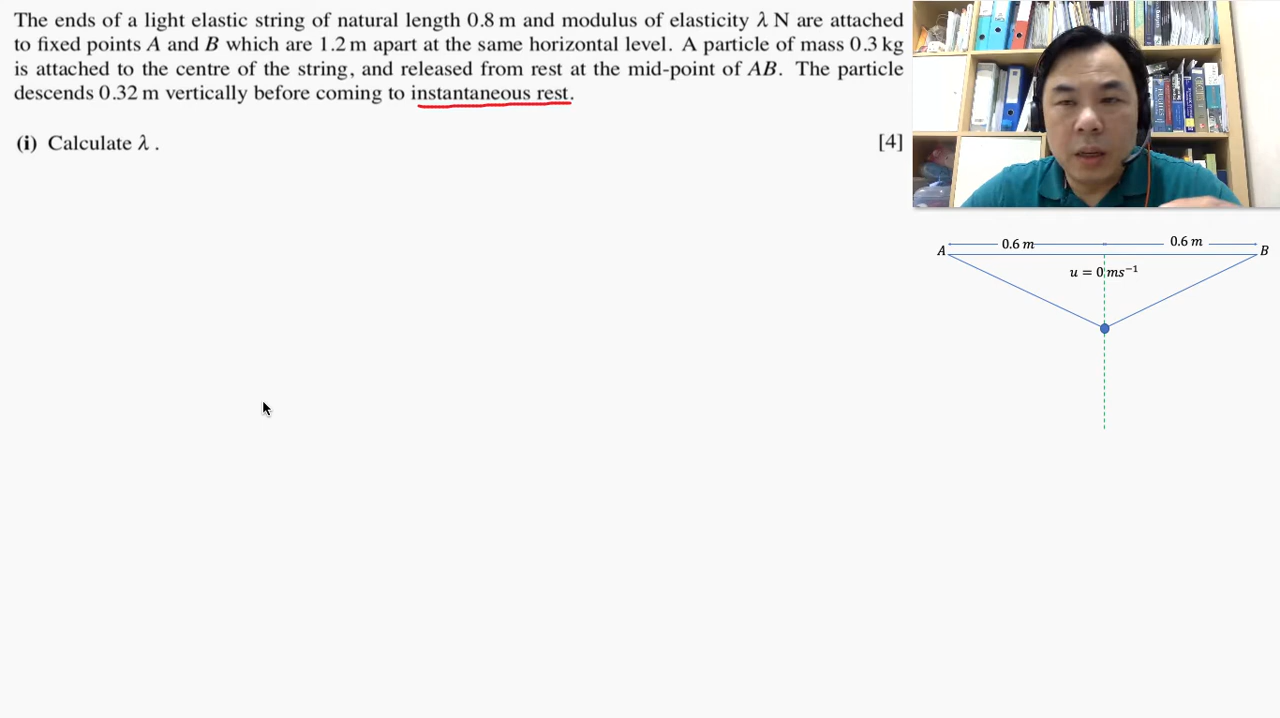 The ends of a light elastic string of natural length 0.8 m and modulus of elasticity λ N are attached
to fixed points A and B which are 1.2 m apart at the same horizontal level. A particle of mass 0.3 kg
is attached to the centre of the string, and released from rest at the mid-point of AB. The particle
descends 0.32 m vertically before coming to instantaneous rest.
(i) Calculate λ . [4]
A 0.6 m 0.6 m B
u = 0 ms⁻¹